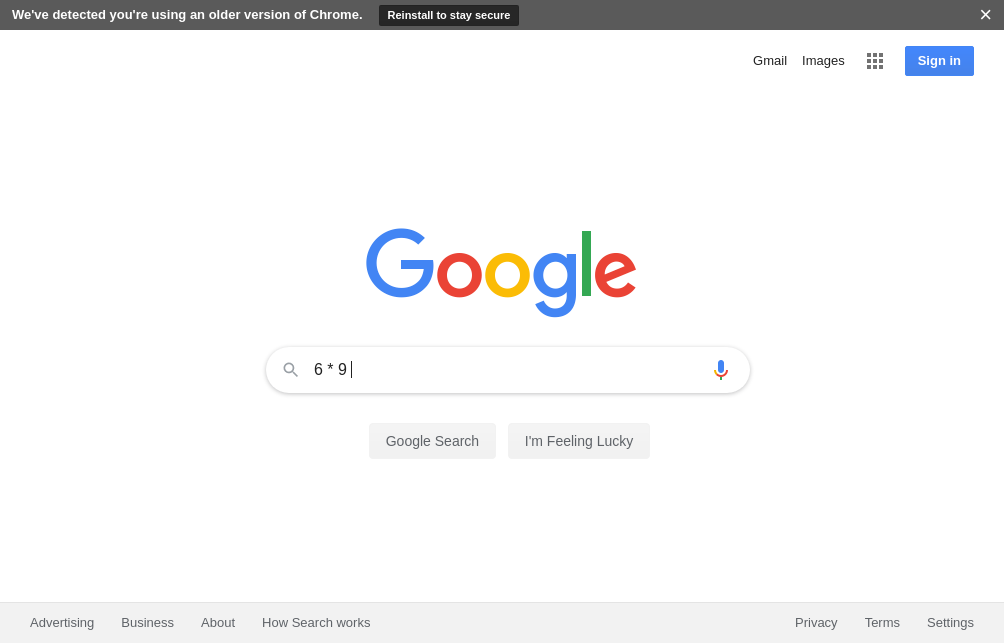 We've detected you're using an older version of Chrome. Reinstall to stay secure
Gmail Images Sign in
Google
6 * 9
Google Search I'm Feeling Lucky
Advertising Business About How Search works Privacy Terms Settings